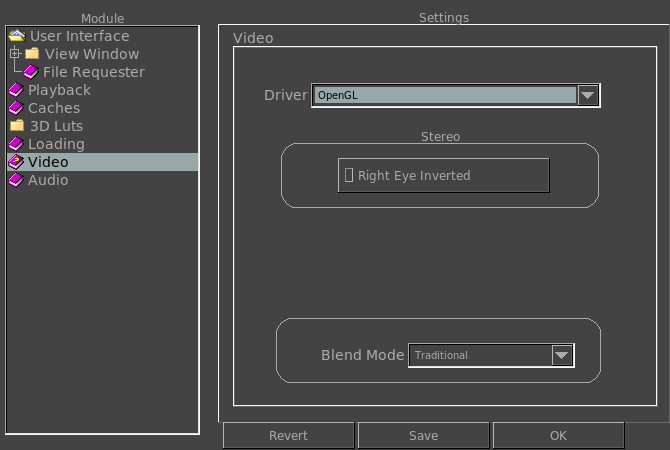 Module
Settings
User Interface
View Window
File Requester
Playback
Caches
3D Luts
Loading
Video
Audio
Video
Driver OpenGL
Stereo
Right Eye Inverted
Blend Mode Traditional
Revert Save OK